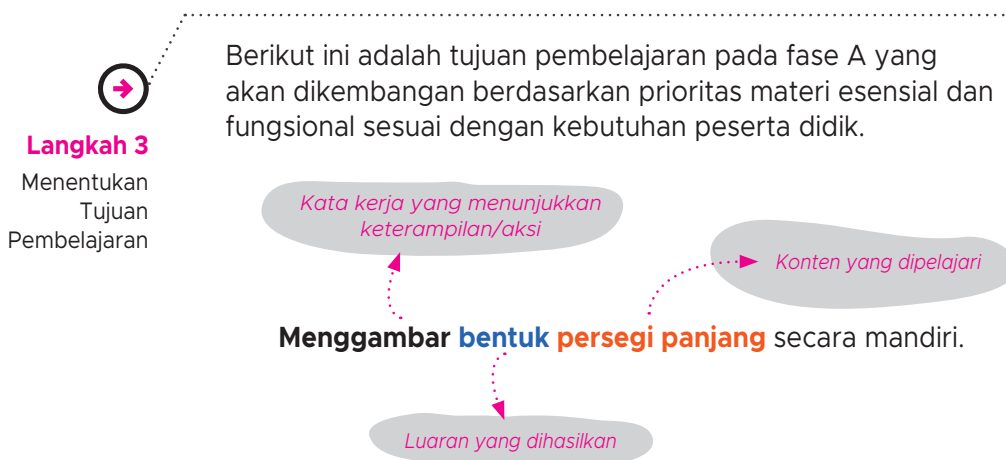 Berikut ini adalah tujuan pembelajaran pada fase A yang
akan dikembangan berdasarkan prioritas materi esensial dan
fungsional sesuai dengan kebutuhan peserta didik.
Langkah 3
Menentukan
Tujuan
Pembelajaran
Kata kerja yang menunjukkan
keterampilan/aksi
Konten yang dipelajari
Menggambar bentuk persegi panjang secara mandiri.
Luaran yang dihasilkan